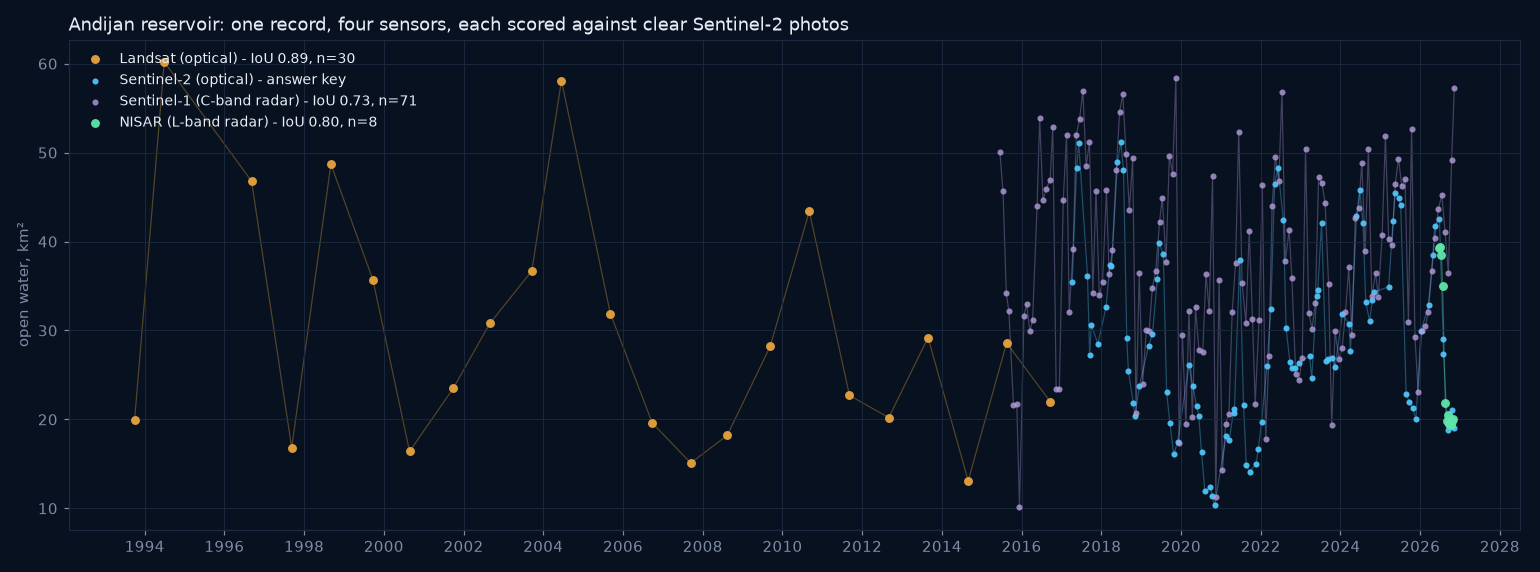 Andijan reservoir: one record, four sensors, each scored against clear Sentinel-2 photos
Landsat (optical) - IoU 0.89, n=30
Sentinel-2 (optical) - answer key
Sentinel-1 (C-band radar) - IoU 0.73, n=71
NISAR (L-band radar) - IoU 0.80, n=8
open water, km²
60
50
40
30
20
10
1994 1996 1998 2000 2002 2004 2006 2008 2010 2012 2014 2016 2018 2020 2022 2024 2026 2028